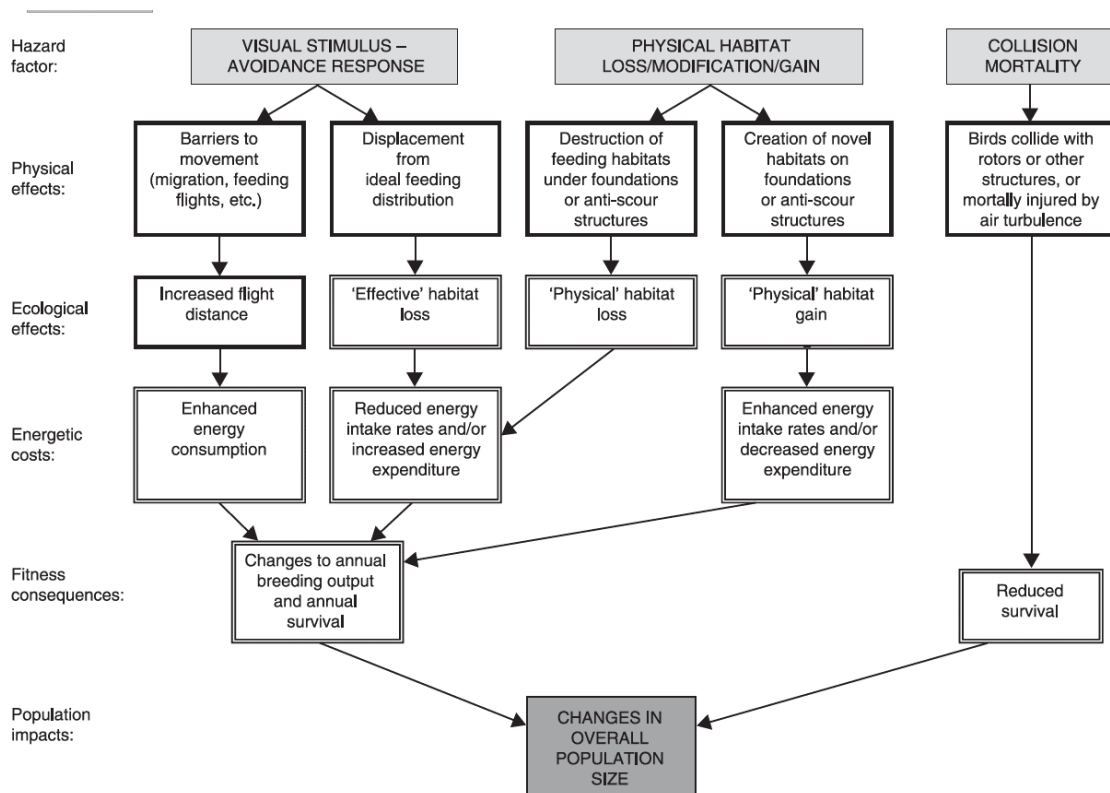 Hazard
factor:
VISUAL STIMULUS –
AVOIDANCE RESPONSE
PHYSICAL HABITAT
LOSS/MODIFICATION/GAIN
COLLISION
MORTALITY
Physical effects:
Barriers to
movement
(migration, feeding
flights, etc.)
Displacement
from
ideal feeding
distribution
Destruction of
feeding habitats
under foundations
or anti-scour
structures
Creation of novel
habitats on
foundations
or anti-scour
structures
Birds collide with
rotors or other
structures, or
mortally injured by
air turbulence
Ecological
effects:
Increased flight
distance
‘Effective’ habitat
loss
‘Physical’ habitat
loss
‘Physical’ habitat
gain
Energetic
costs:
Enhanced
energy
consumption
Reduced energy
intake rates and/or
increased energy
expenditure
Enhanced energy
intake rates and/or
decreased energy
expenditure
Fitness
consequences:
Changes to annual
breeding output
and annual
survival
Reduced
survival
Population
impacts:
CHANGES IN
OVERALL
POPULATION
SIZE